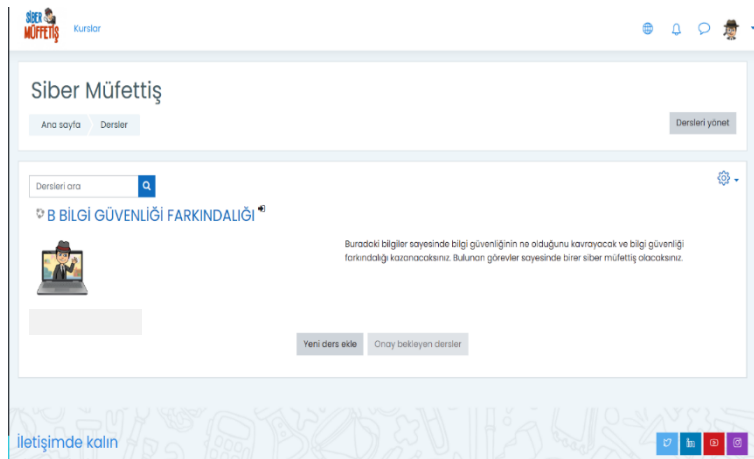 SİBER
MÜFFETİŞ
Kurslar
Siber Müfettiş
Ana sayfa
Dersler
Dersleri yönet
Dersleri ara
B BİLGİ GÜVENLİĞİ FARKINDALIĞI
Buradaki bilgiler sayesinde bilgi güvenliğinin ne olduğunu kavrayacak ve bilgi güvenliği
farkındalığı kazanacaksınız. Bulunan görevler sayesinde birer siber müfettiş olacaksınız.
Yeni ders ekle
Onay bekleyen dersler
İletişimde kalın